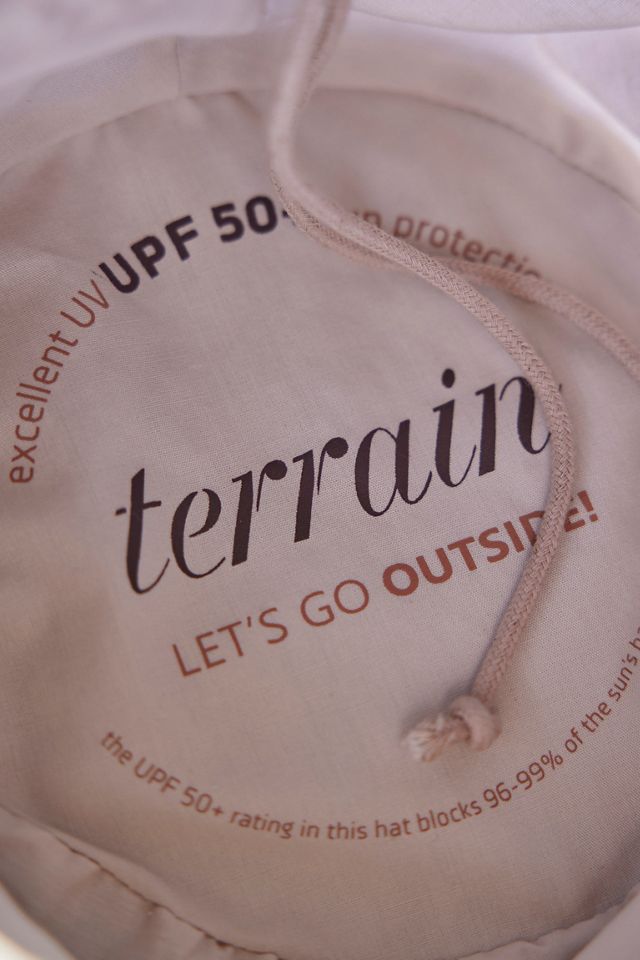 excellent UV UPF 50+ protection
terrain
LET'S GO OUTSIDE!
the UPF 50+ rating in this hat blocks 96-99% of the sun's